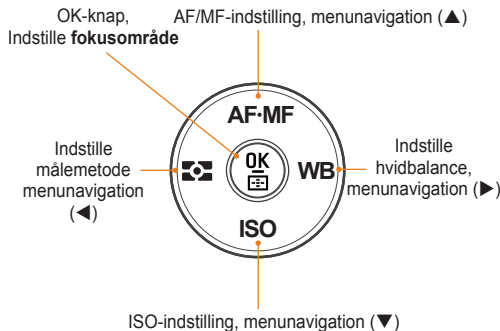 OK-knap,
Indstille fokusområde
AF/MF-indstilling, menunavigation (▲)
AF·MF
Indstille
målemetode
menunavigation
(◀)
OK
WB
Indstille
hvidbalance,
menunavigation (▶)
ISO
ISO-indstilling, menunavigation (▼)